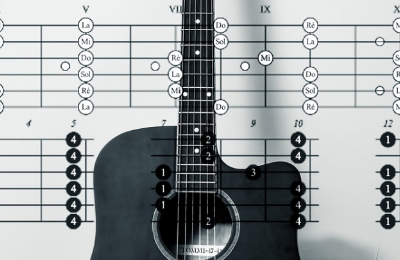 V VII IX X
La Do Ré
Mi Sol La
Do Ré Mi
Sol La Do
Ré Mi Sol
La Do Ré
4 5 7 9 10 12
4 2 4 1
4 2 4
4 1 3 1
4 1 4 1
4 1 4 1
4 2 4 1